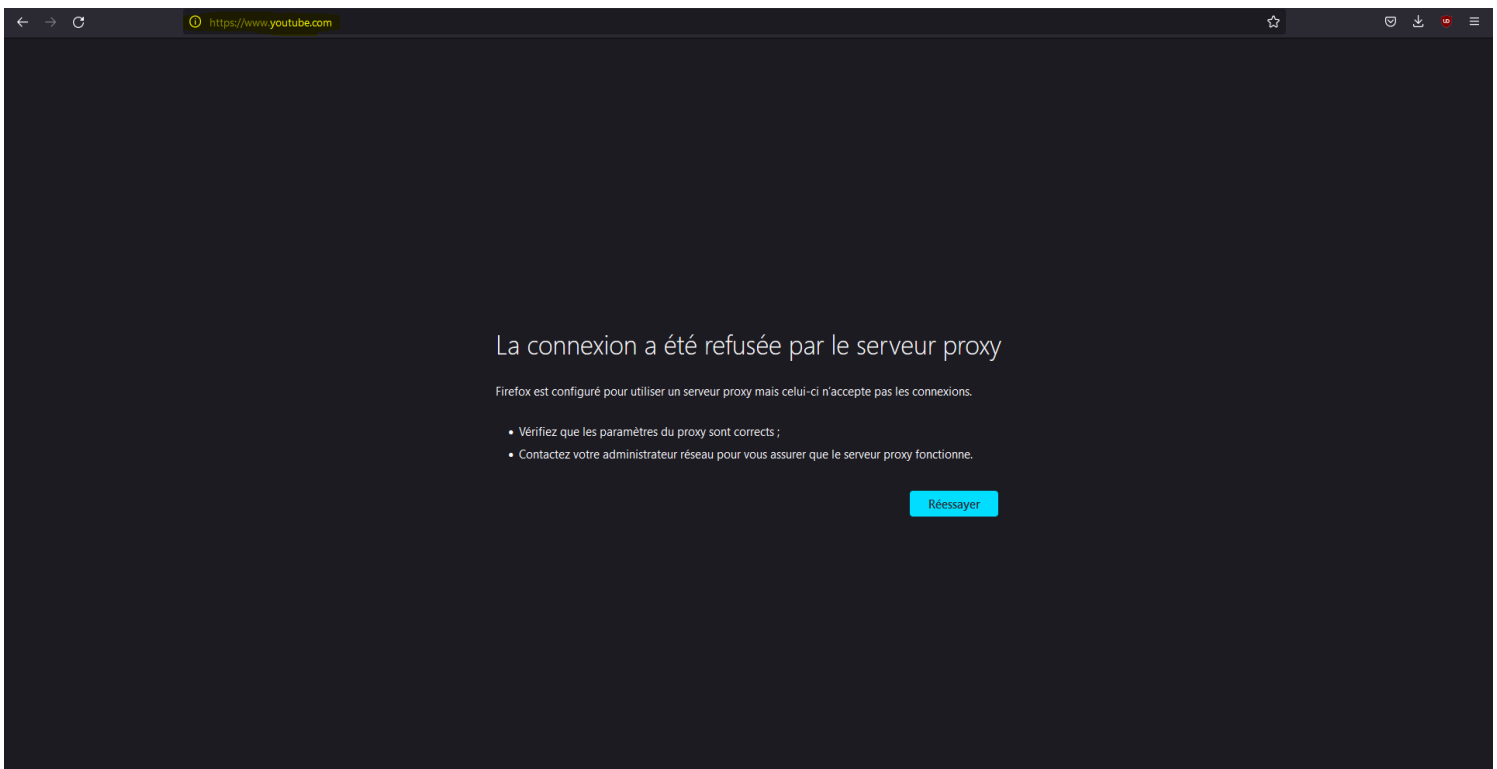 https://www.youtube.com
La connexion a été refusée par le serveur proxy
Firefox est configuré pour utiliser un serveur proxy mais celui-ci n’accepte pas les connexions.
• Vérifiez que les paramètres du proxy sont corrects ;
• Contactez votre administrateur réseau pour vous assurer que le serveur proxy fonctionne.
Réessayer